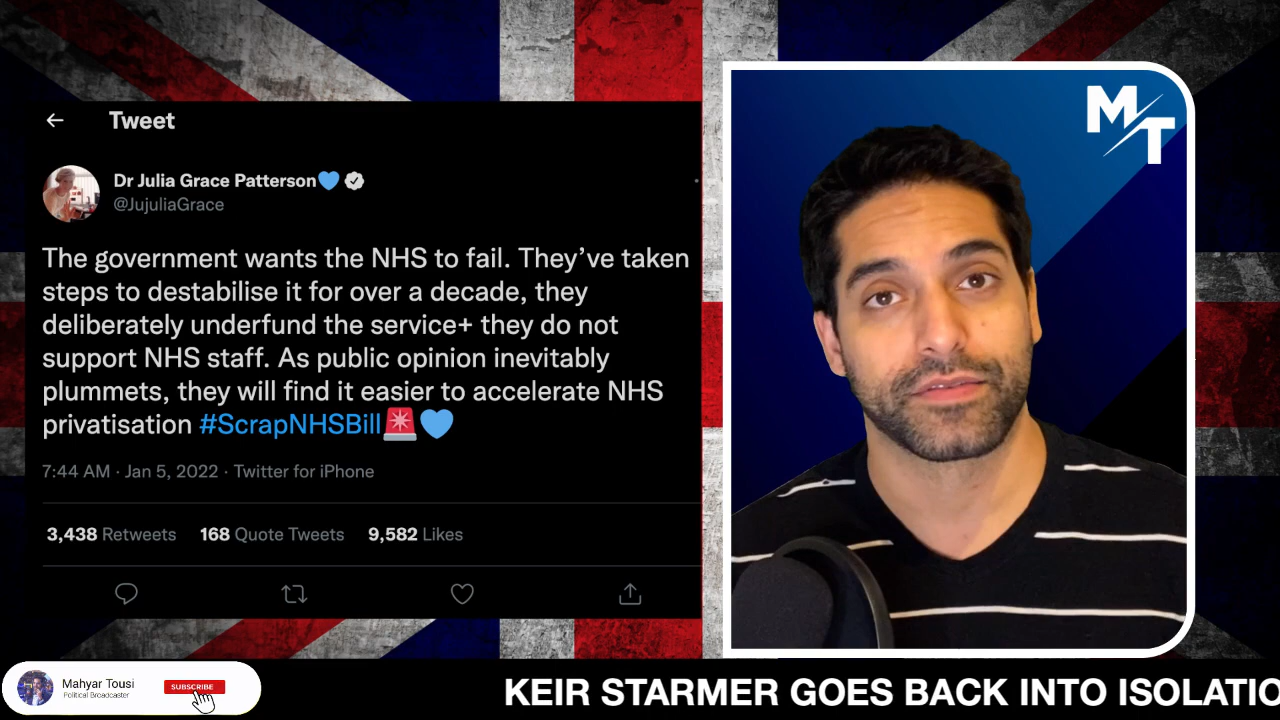 Tweet
Dr Julia Grace Patterson💙
@JujuliaGrace
The government wants the NHS to fail. They’ve taken
steps to destabilise it for over a decade, they
deliberately underfund the service+ they do not
support NHS staff. As public opinion inevitably
plummets, they will find it easier to accelerate NHS
privatisation #ScrapNHSBill🚨💙
7:44 AM · Jan 5, 2022 · Twitter for iPhone
3,438 Retweets 168 Quote Tweets 9,582 Likes
MT
Mahyar Tousi
Political Broadcaster
SUBSCRIBE
KEIR STARMER GOES BACK INTO ISOLATIO